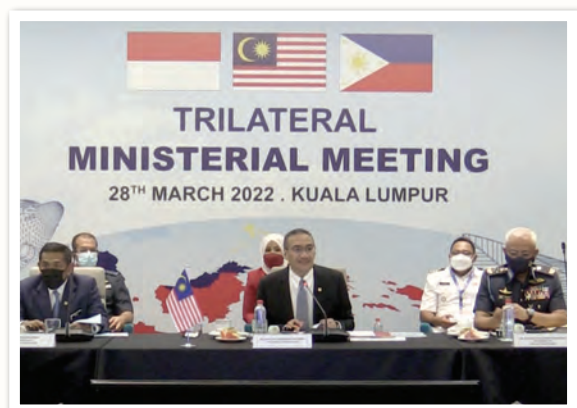 TRILATERAL
MINISTERIAL MEETING
28TH MARCH 2022 . KUALA LUMPUR